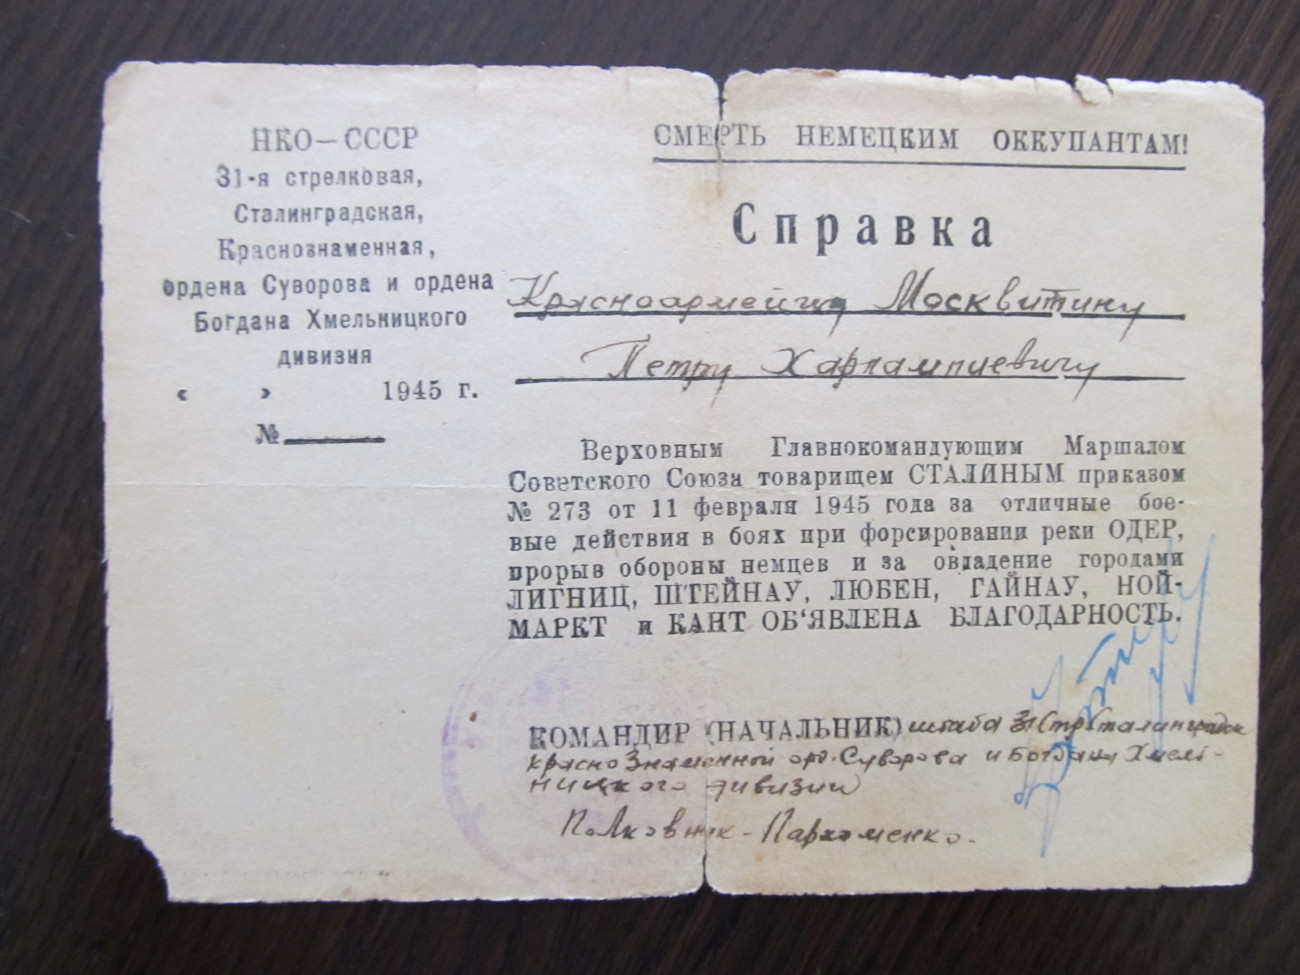 НКО—СССР
31-я стрелковая,
Сталинградская,
Краснознаменная,
ордена Суворова и ордена
Богдана Хмельницкого
дивизия
« » 1945 г.
№
СМЕРТЬ НЕМЕЦКИМ ОККУПАНТАМ!
Справка
Красноармейцу Москвитину
Петру Харлампиевичу
Верховным Главнокомандующим Маршалом
Советского Союза товарищем СТАЛИНЫМ приказом
№ 273 от 11 февраля 1945 года за отличные бое-
вые действия в боях при форсировании реки ОДЕР,
прорыв обороны немцев и за овладение городами
ЛИГНИЦ, ШТЕЙНАУ, ЛЮБЕН, ГАЙНАУ, НОЙ-
МАРКТ и КАНТ ОБ‘ЯВЛЕНА БЛАГОДАРНОСТЬ.
КОМАНДИР (НАЧАЛЬНИК) штаба 31 стр Сталинградск
Краснознаменной орд. Суворова и Богдана Хмель-
ницкого дивизии
Полковник - Пархоменко.